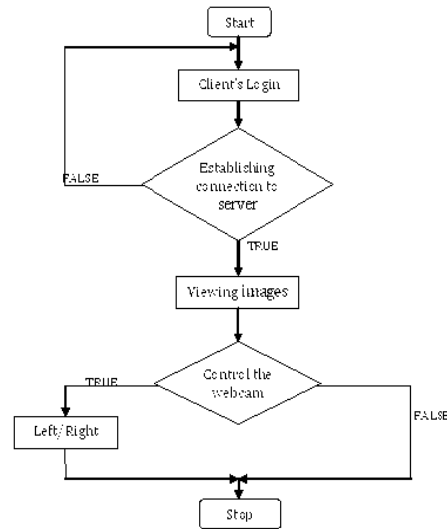 Start
Client's Login
Establishing
connection to
server
FALSE
TRUE
Viewing images
Control the
webcam
TRUE
FALSE
Left/Right
Stop